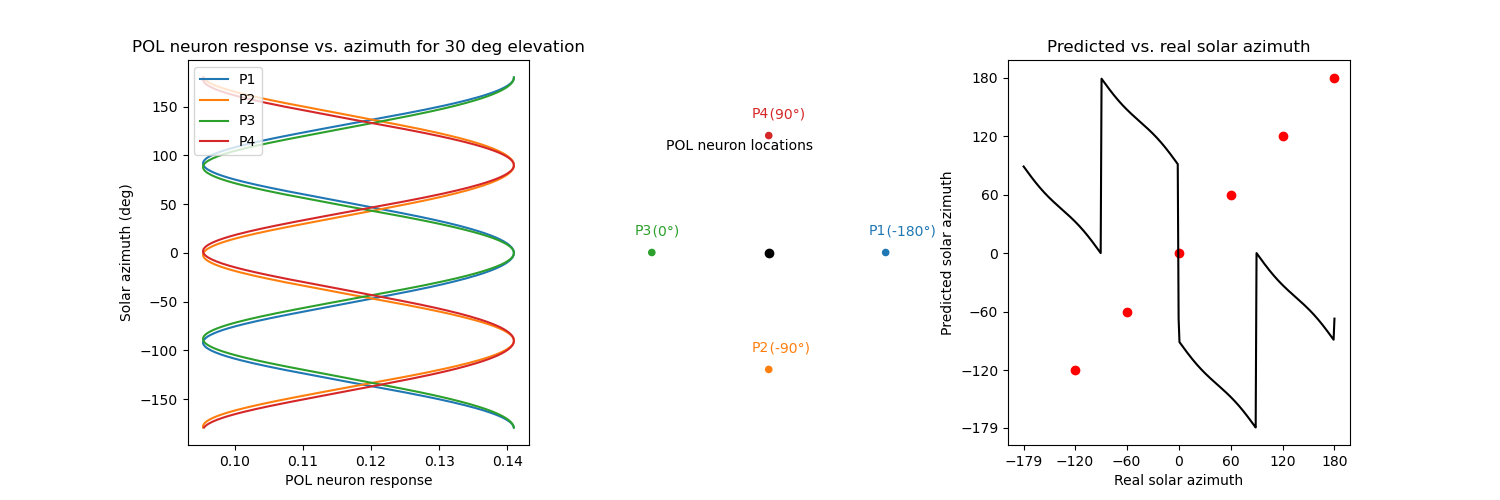 POL neuron response vs. azimuth for 30 deg elevation
P1
P2
P3
P4
150
100
50
0
−50
−100
−150
Solar azimuth (deg)
0.10 0.11 0.12 0.13 0.14
POL neuron response
P4(90°)
POL neuron locations
P3(0°)
P1(-180°)
P2(-90°)
Predicted vs. real solar azimuth
180
120
60
0
−60
−120
−179
Predicted solar azimuth
−179 −120 −60 0 60 120 180
Real solar azimuth